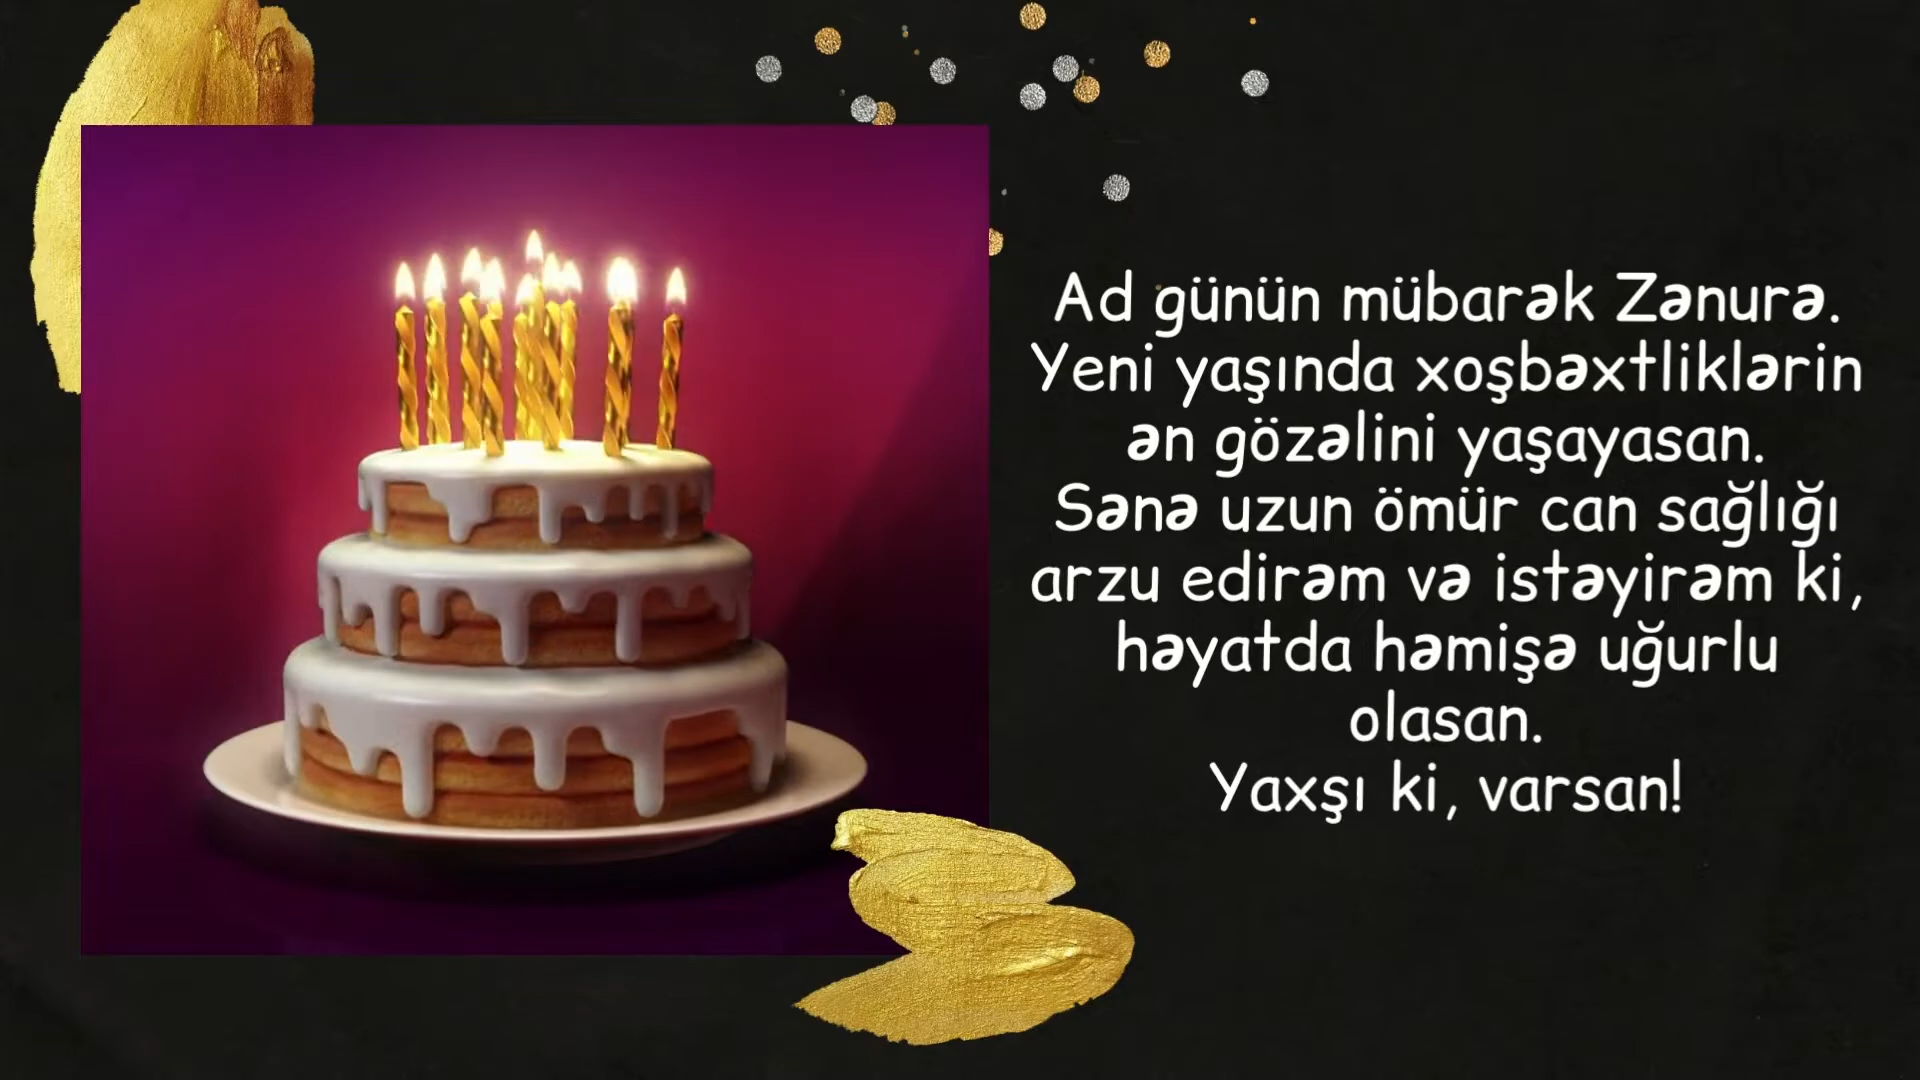 Ad günün mübarək Zənurə.
Yeni yaşında xoşbəxtliklərin
ən gözəlini yaşayasan.
Sənə uzun ömür can sağlığı
arzu edirəm və istəyirəm ki,
həyatda həmişə uğurlu
olasan.
Yaxşı ki, varsan!